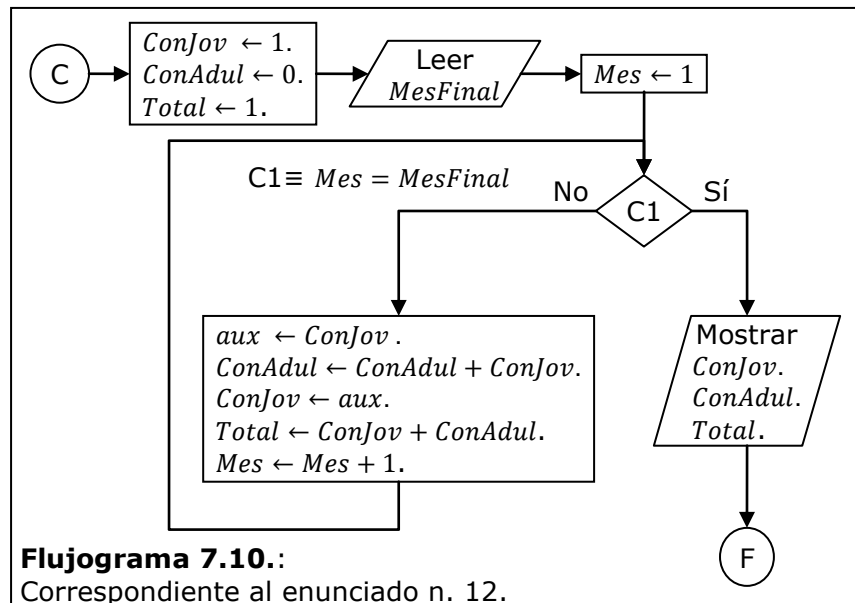 C
ConJov ← 1.
ConAdul ← 0.
Total ← 1.
Leer
MesFinal
Mes ← 1
C1≡ Mes = MesFinal
No
C1
Sí
aux ← ConJov .
ConAdul ← ConAdul + ConJov.
ConJov ← aux.
Total ← ConJov + ConAdul.
Mes ← Mes + 1.
Mostrar
ConJov.
ConAdul.
Total.
F
Flujograma 7.10.:
Correspondiente al enunciado n. 12.